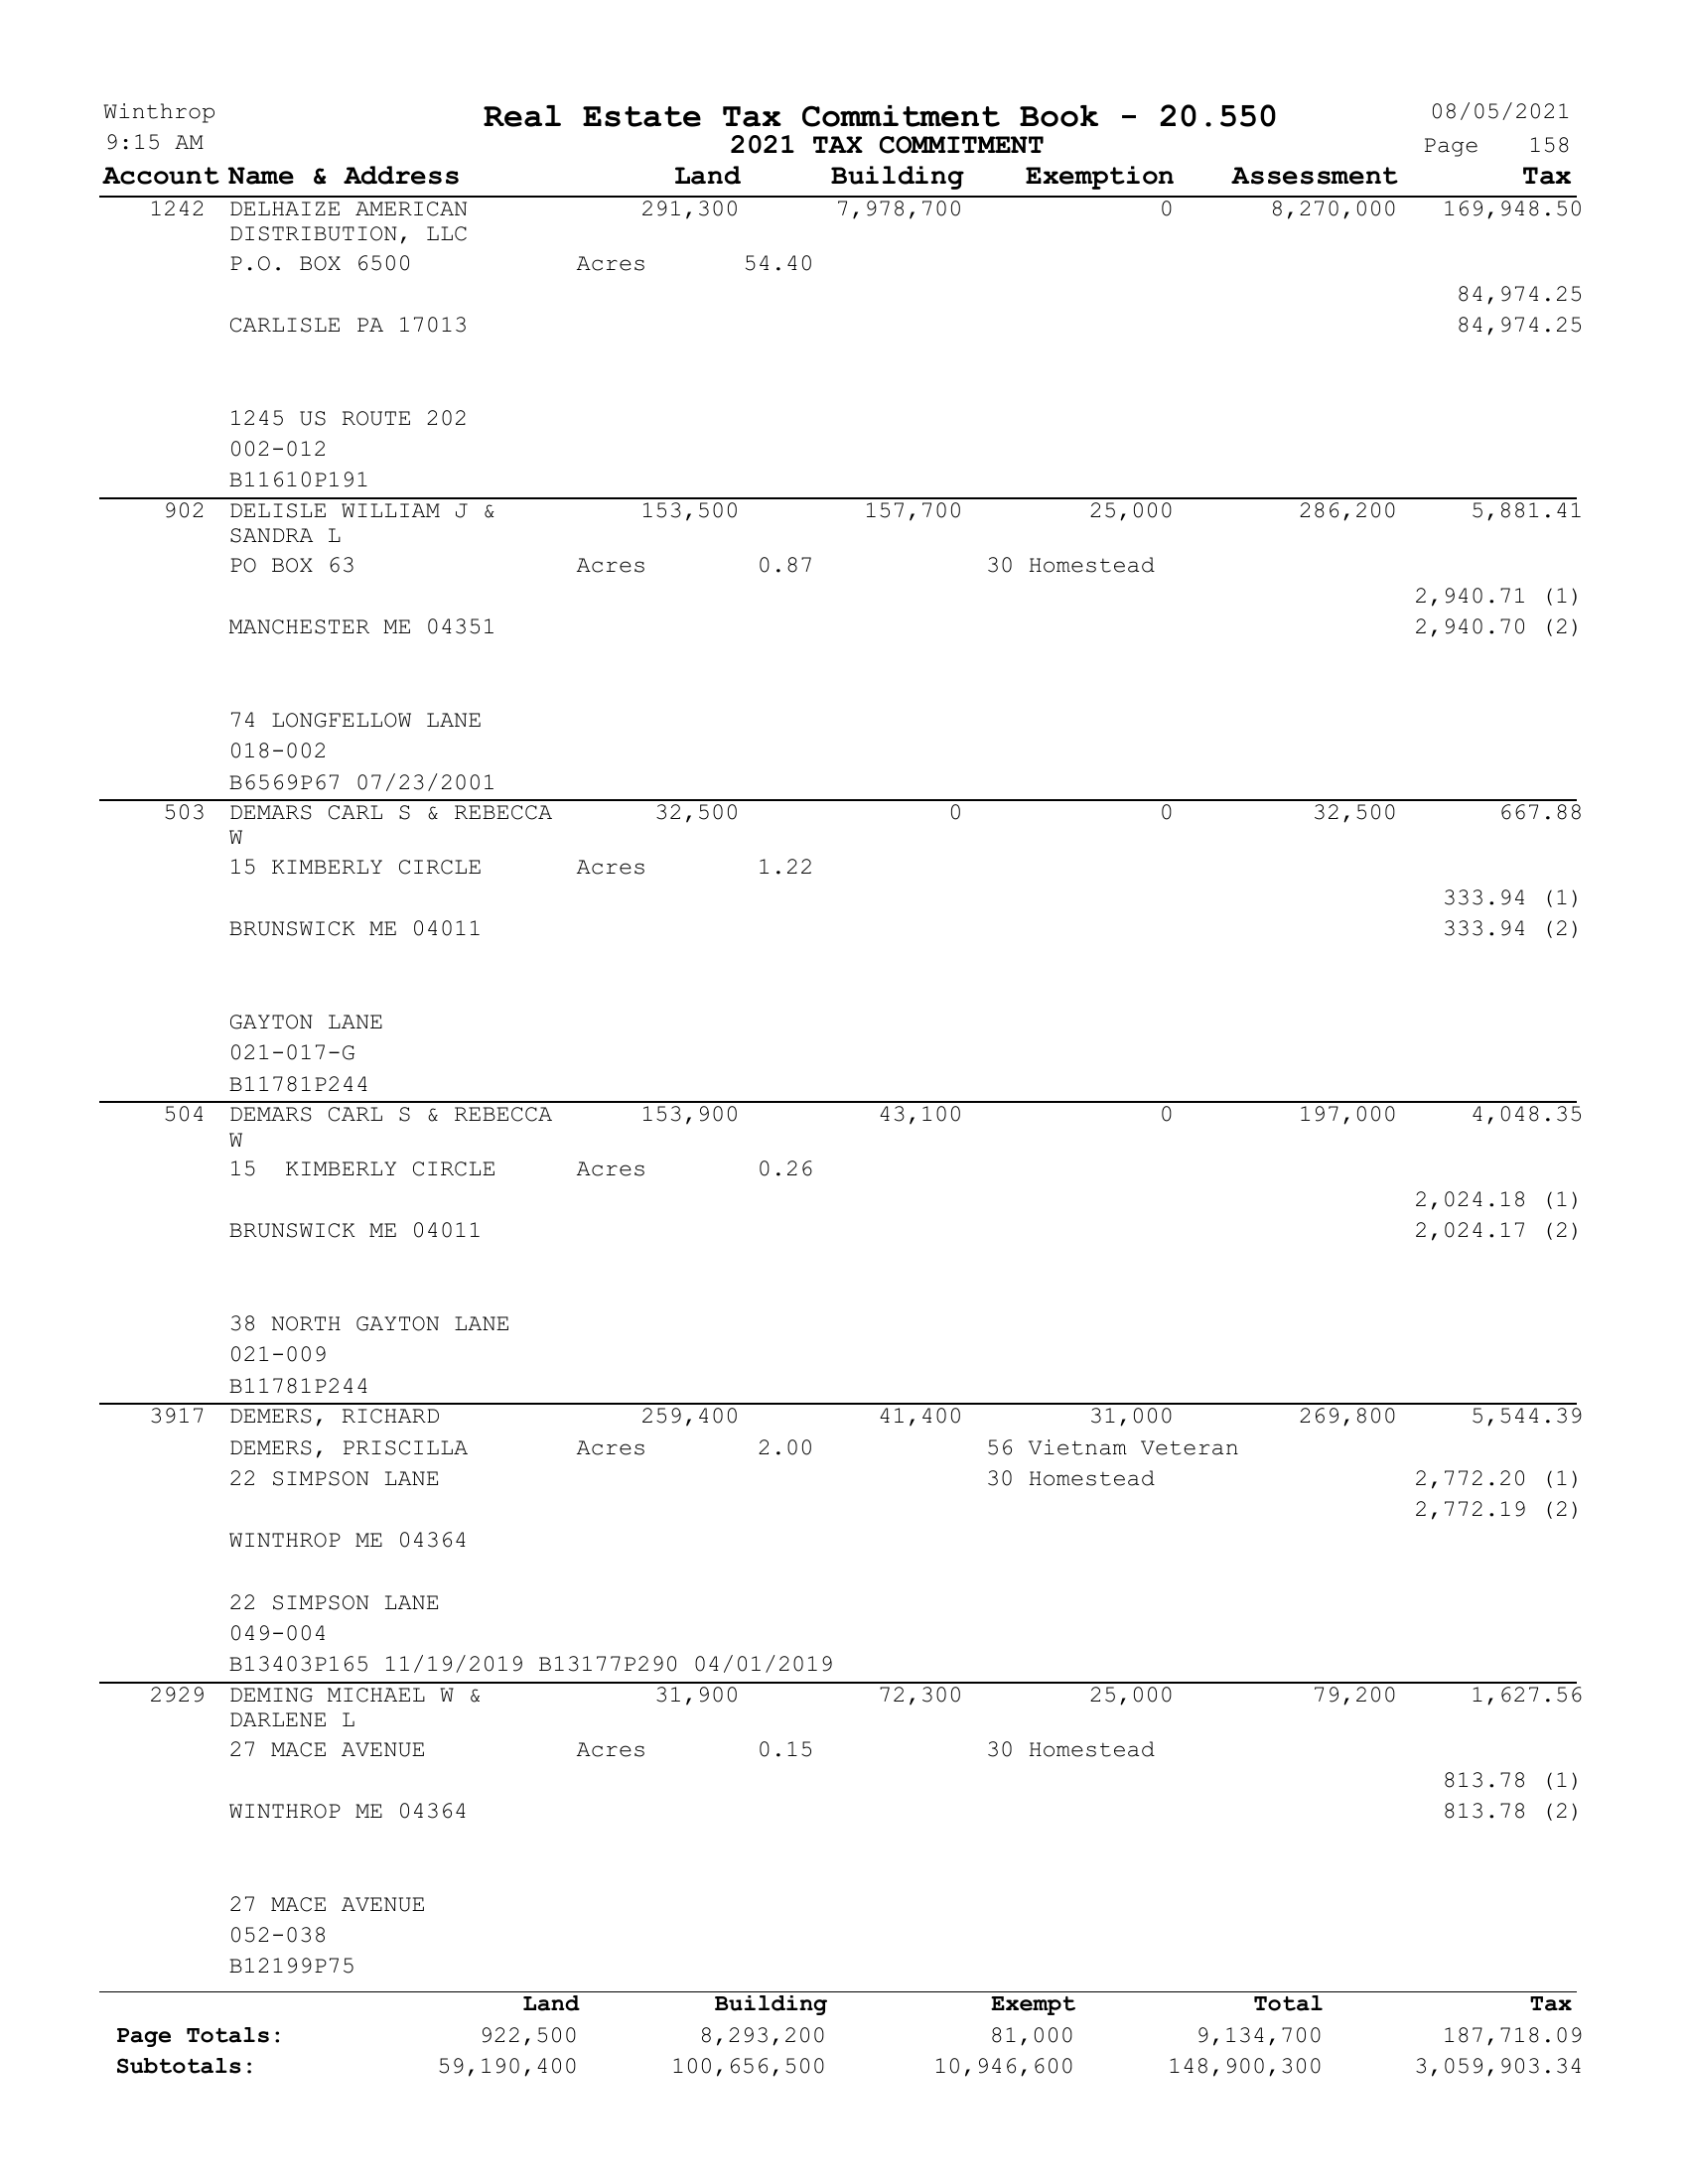 Winthrop Real Estate Tax Commitment Book - 20.550 08/05/2021
9:15 AM 2021 TAX COMMITMENT Page 158
Account Name & Address Land Building Exemption Assessment Tax
1242 DELHAIZE AMERICAN 291,300 7,978,700 0 8,270,000 169,948.50
DISTRIBUTION, LLC
P.O. BOX 6500 Acres 54.40
84,974.25
CARLISLE PA 17013 84,974.25
1245 US ROUTE 202
002-012
B11610P191
902 DELISLE WILLIAM J & 153,500 157,700 25,000 286,200 5,881.41
SANDRA L
PO BOX 63 Acres 0.87 30 Homestead
2,940.71 (1)
MANCHESTER ME 04351 2,940.70 (2)
74 LONGFELLOW LANE
018-002
B6569P67 07/23/2001
503 DEMARS CARL S & REBECCA 32,500 0 0 32,500 667.88
W
15 KIMBERLY CIRCLE Acres 1.22
333.94 (1)
BRUNSWICK ME 04011 333.94 (2)
GAYTON LANE
021-017-G
B11781P244
504 DEMARS CARL S & REBECCA 153,900 43,100 0 197,000 4,048.35
W
15  KIMBERLY CIRCLE Acres 0.26
2,024.18 (1)
BRUNSWICK ME 04011 2,024.17 (2)
38 NORTH GAYTON LANE
021-009
B11781P244
3917 DEMERS, RICHARD 259,400 41,400 31,000 269,800 5,544.39
DEMERS, PRISCILLA Acres 2.00 56 Vietnam Veteran
22 SIMPSON LANE 30 Homestead 2,772.20 (1)
2,772.19 (2)
WINTHROP ME 04364
22 SIMPSON LANE
049-004
B13403P165 11/19/2019 B13177P290 04/01/2019
2929 DEMING MICHAEL W & 31,900 72,300 25,000 79,200 1,627.56
DARLENE L
27 MACE AVENUE Acres 0.15 30 Homestead
813.78 (1)
WINTHROP ME 04364 813.78 (2)
27 MACE AVENUE
052-038
B12199P75
Land Building Exempt Total Tax
Page Totals: 922,500 8,293,200 81,000 9,134,700 187,718.09
Subtotals: 59,190,400 100,656,500 10,946,600 148,900,300 3,059,903.34